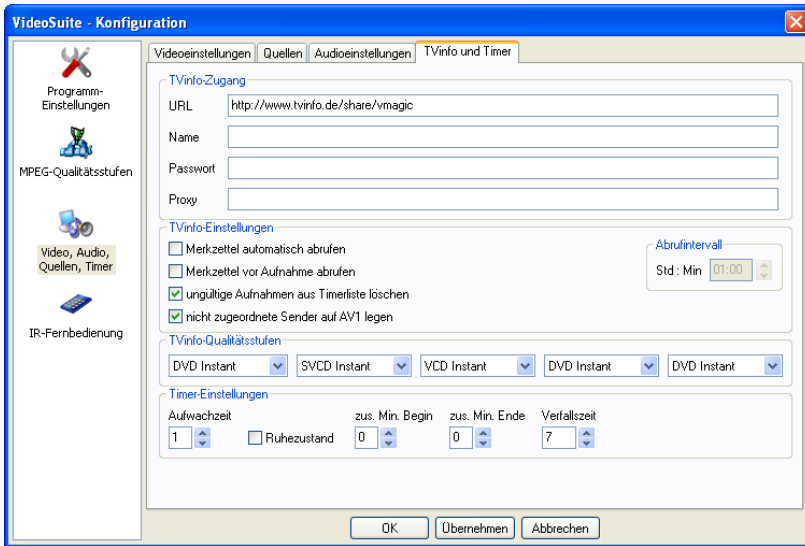 VideoSuite - Konfiguration
Programm-
Einstellungen
MPEG-Qualitätsstufen
Video, Audio,
Quellen, Timer
IR-Fernbedienung
Videoeinstellungen Quellen Audioeinstellungen TVinfo und Timer
TVinfo-Zugang
URL http://www.tvinfo.de/share/vmagic
Name
Passwort
Proxy
TVinfo-Einstellungen
Merkzettel automatisch abrufen
Merkzettel vor Aufnahme abrufen
ungültige Aufnahmen aus Timerliste löschen
nicht zugeordnete Sender auf AV1 legen
Abrufintervall
Std : Min 01:00
TVinfo-Qualitätsstufen
DVD Instant SVCD Instant VCD Instant DVD Instant DVD Instant
Timer-Einstellungen
Aufwachzeit zus. Min. Begin zus. Min. Ende Verfallszeit
1 Ruhezustand 0 0 7
OK Übernehmen Abbrechen